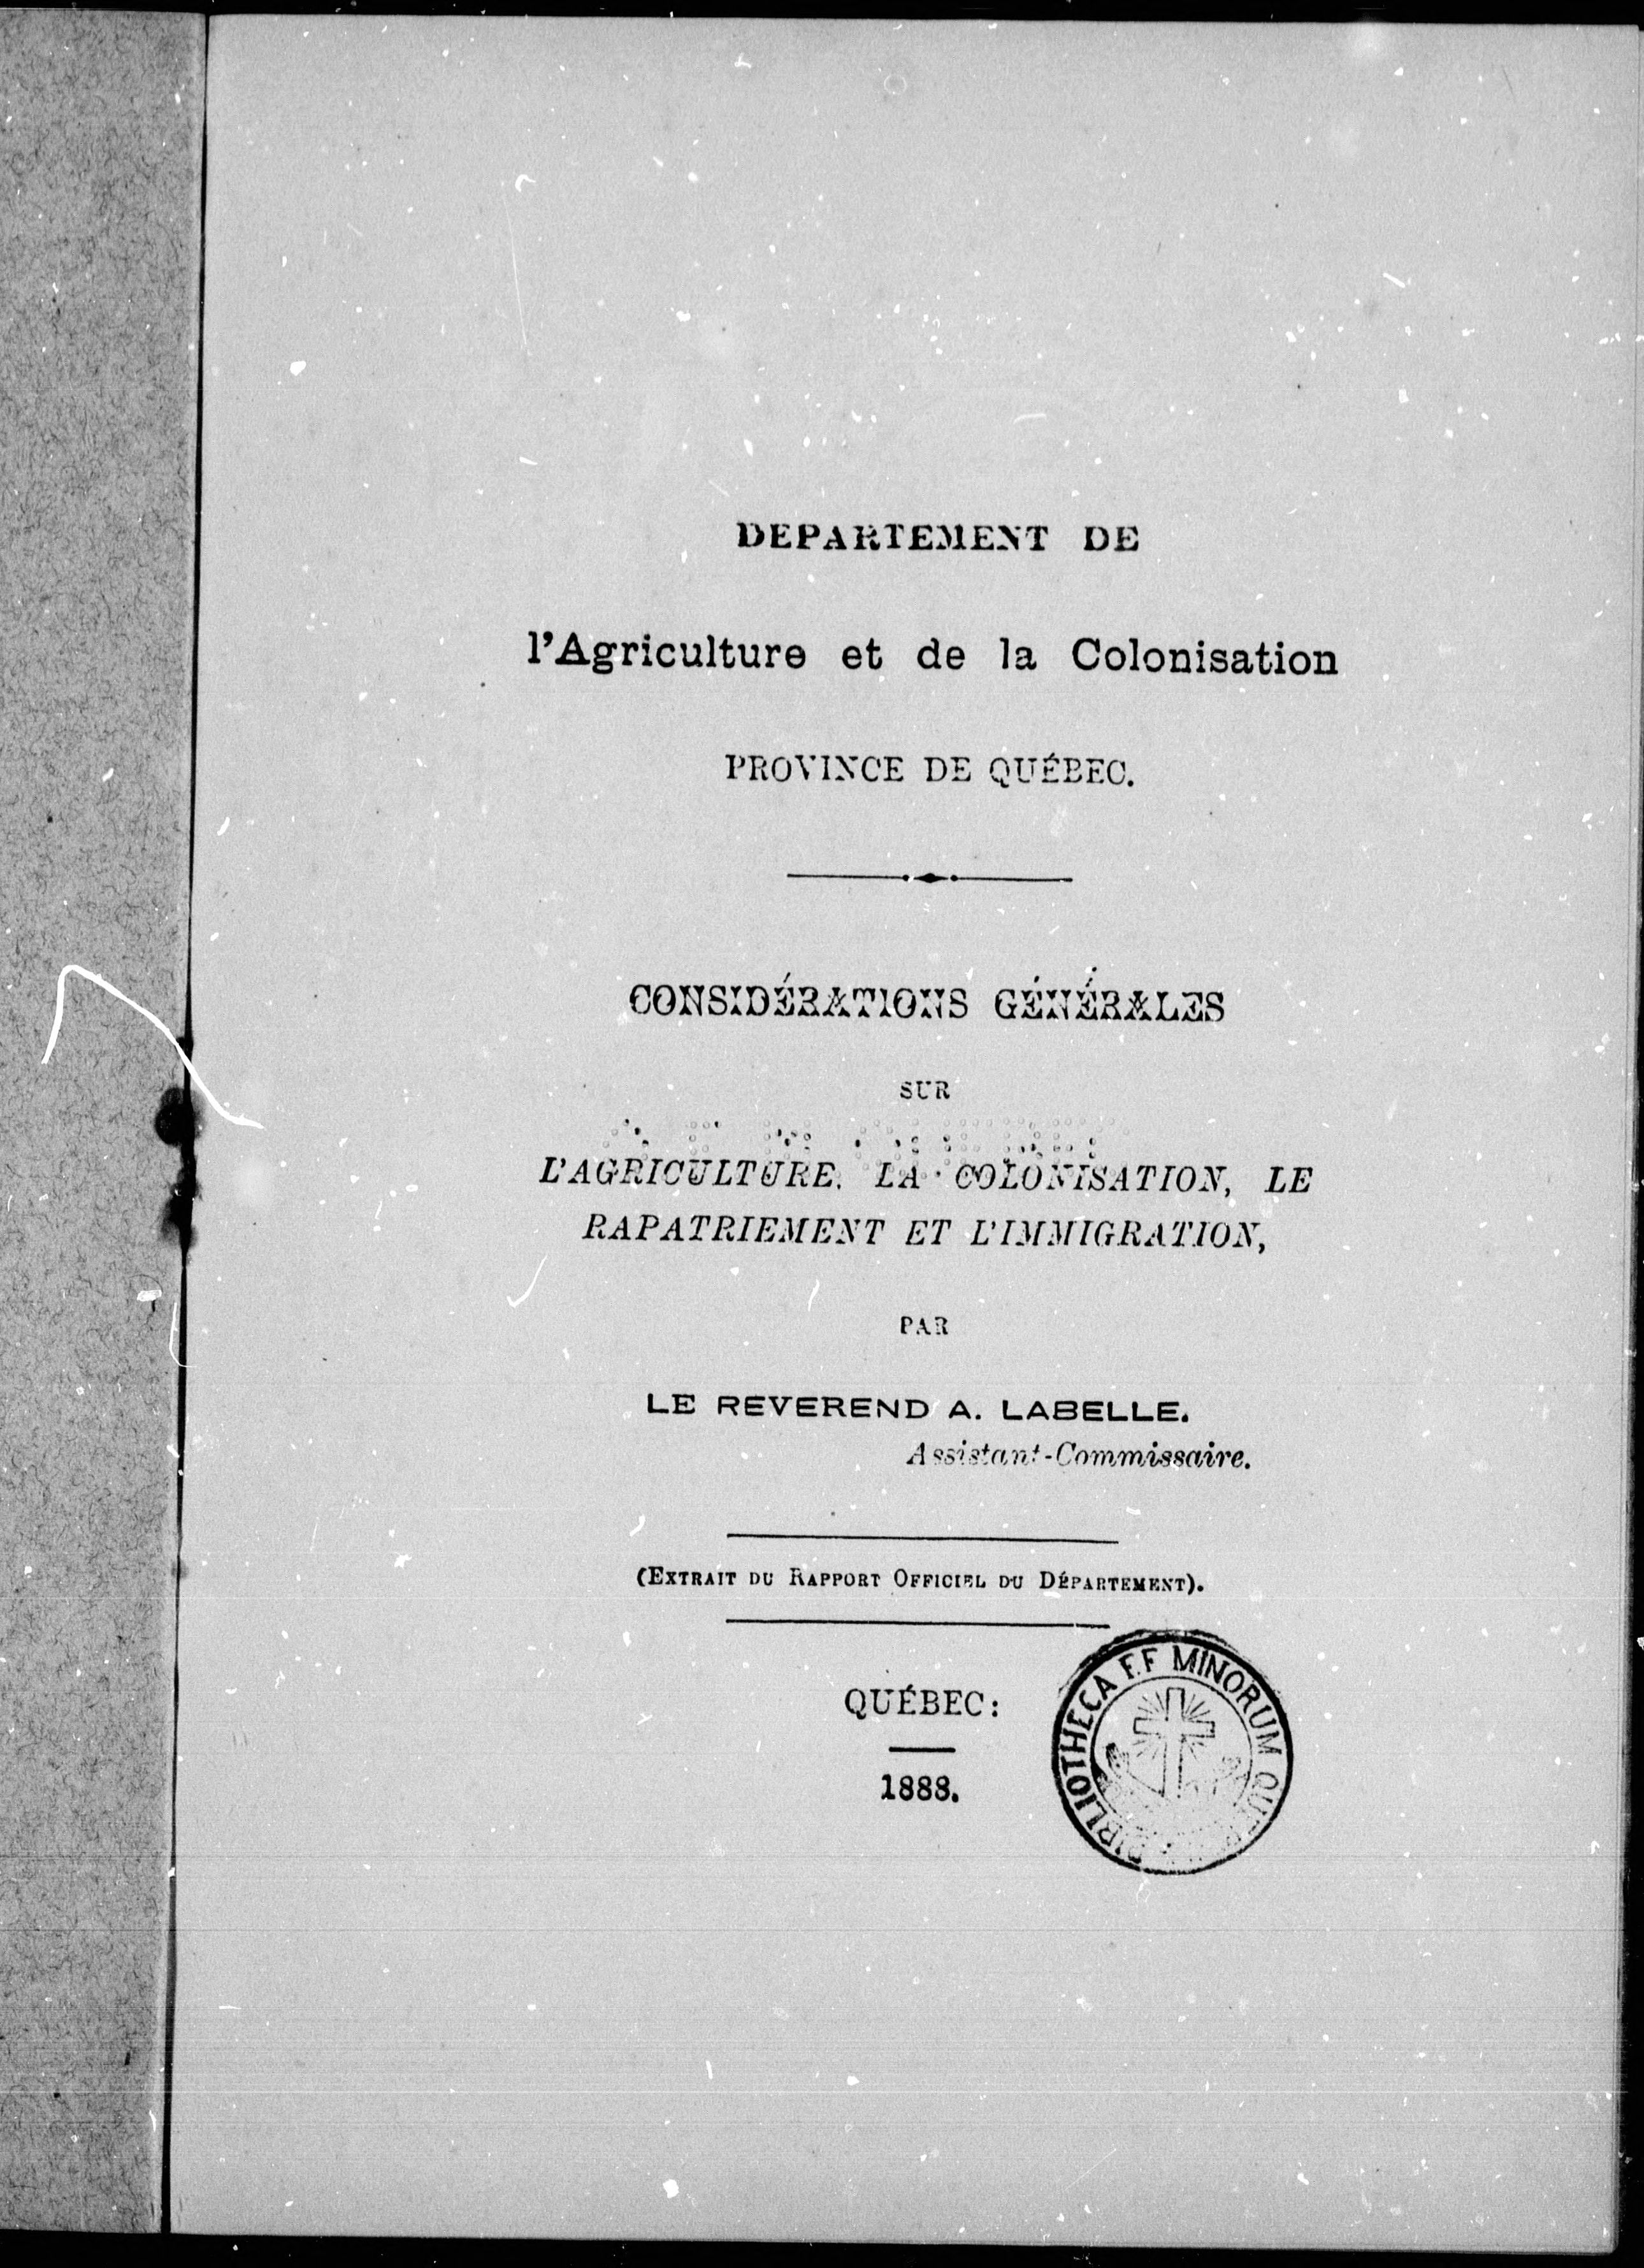 DEPARTEMENT DE
l'Agriculture et de la Colonisation
PROVINCE DE QUÉBEC.
CONSIDÉRATIONS GÉNÉRALES
SUR
L'AGRICULTURE, LA COLONISATION, LE
RAPATRIEMENT ET L'IMMIGRATION,
PAR
LE REVEREND A. LABELLE.
Assistant-Commissaire.
(EXTRAIT DU RAPPORT OFFICIEL DU DÉPARTEMENT).
QUÉBEC:
1888.
BIBLIOTHECA F.F MINORUM